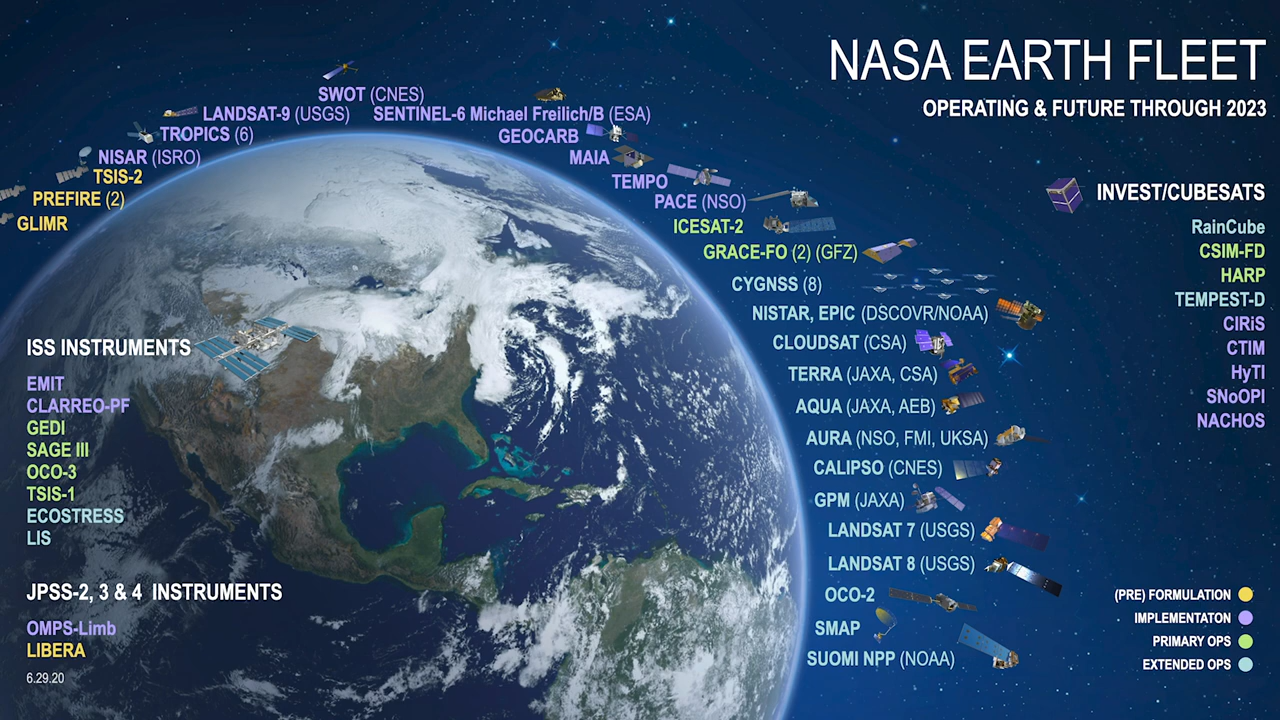 NASA EARTH FLEET
OPERATING & FUTURE THROUGH 2023
SWOT (CNES)
LANDSAT-9 (USGS)
SENTINEL-6 Michael Freilich/B (ESA)
TROPICS (6)
GEOCARB
NISAR (ISRO)
MAIA
TSIS-2
TEMPO
PREFIRE (2)
PACE (NSO)
GLIMR
ICESAT-2
GRACE-FO (2) (GFZ)
CYGNSS (8)
NISTAR, EPIC (DSCOVR/NOAA)
CLOUDSAT (CSA)
TERRA (JAXA, CSA)
AQUA (JAXA, AEB)
AURA (NSO, FMI, UKSA)
CALIPSO (CNES)
GPM (JAXA)
LANDSAT 7 (USGS)
LANDSAT 8 (USGS)
OCO-2
SMAP
SUOMI NPP (NOAA)
INVEST/CUBESATS
RainCube
CSIM-FD
HARP
TEMPEST-D
CIRiS
CTIM
HyTI
SNoOPI
NACHOS
ISS INSTRUMENTS
EMIT
CLARREO-PF
GEDI
SAGE III
OCO-3
TSIS-1
ECOSTRESS
LIS
JPSS-2, 3 & 4 INSTRUMENTS
OMPS-Limb
LIBERA
6.29.20
(PRE) FORMULATION
IMPLEMENTATON
PRIMARY OPS
EXTENDED OPS